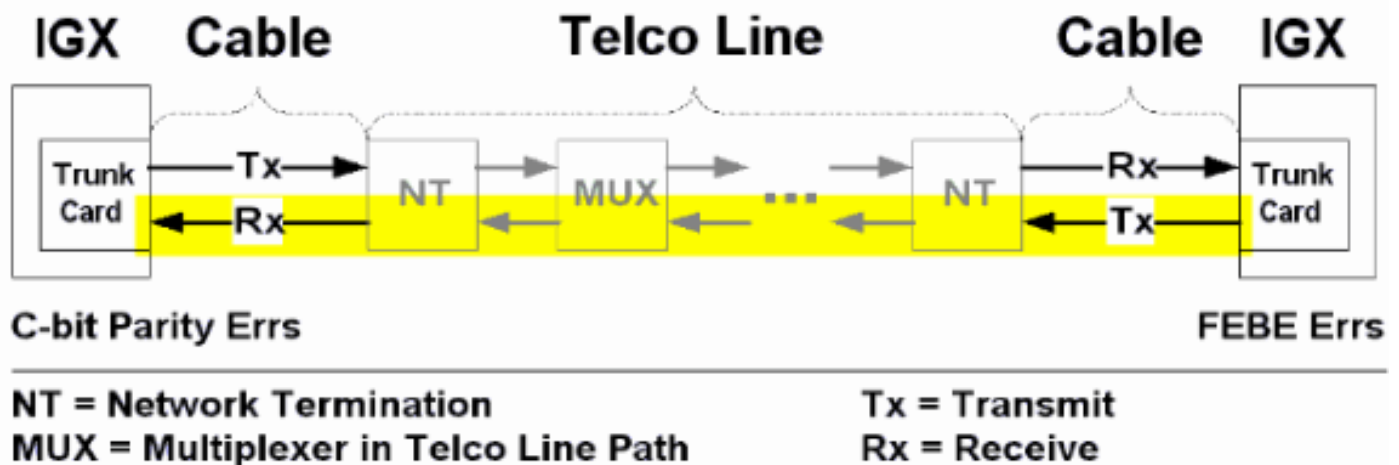 IGX Cable Telco Line Cable IGX
Trunk Card Tx NT MUX ... NT Rx Trunk Card
Rx Tx
C-bit Parity Errs FEBE Errs
NT = Network Termination Tx = Transmit
MUX = Multiplexer in Telco Line Path Rx = Receive